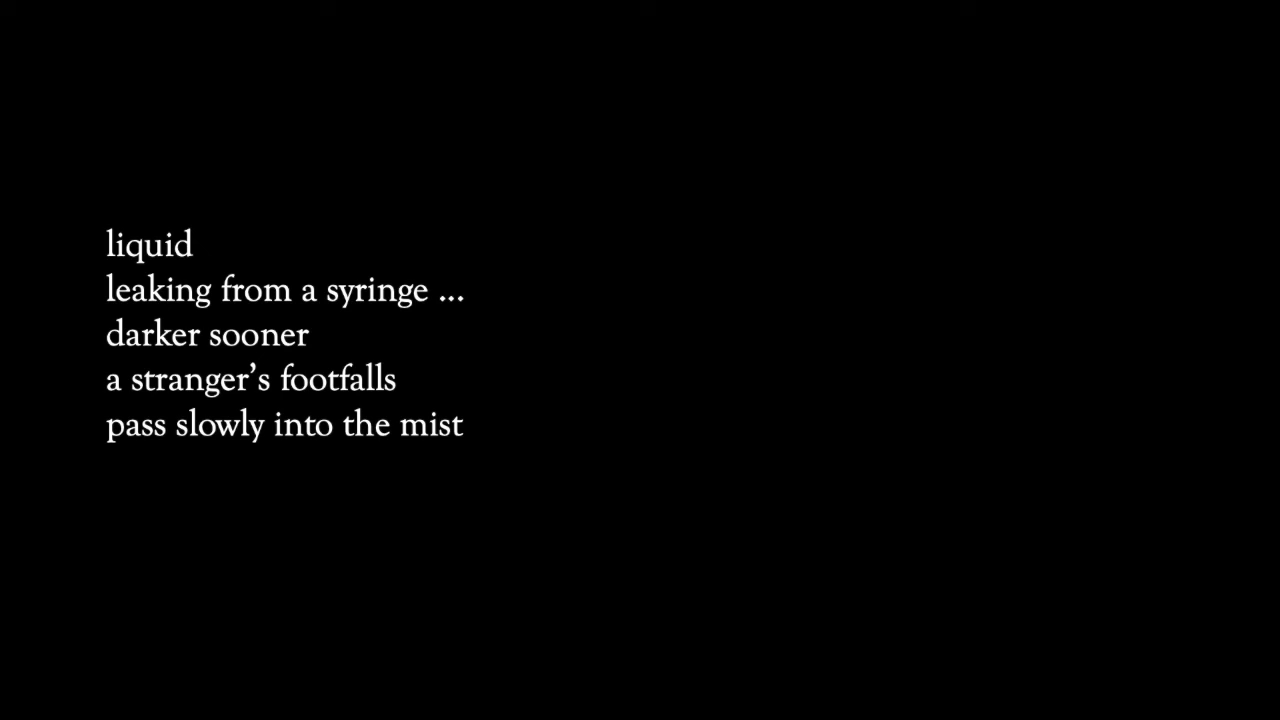 liquid
leaking from a syringe ...
darker sooner
a stranger’s footfalls
pass slowly into the mist